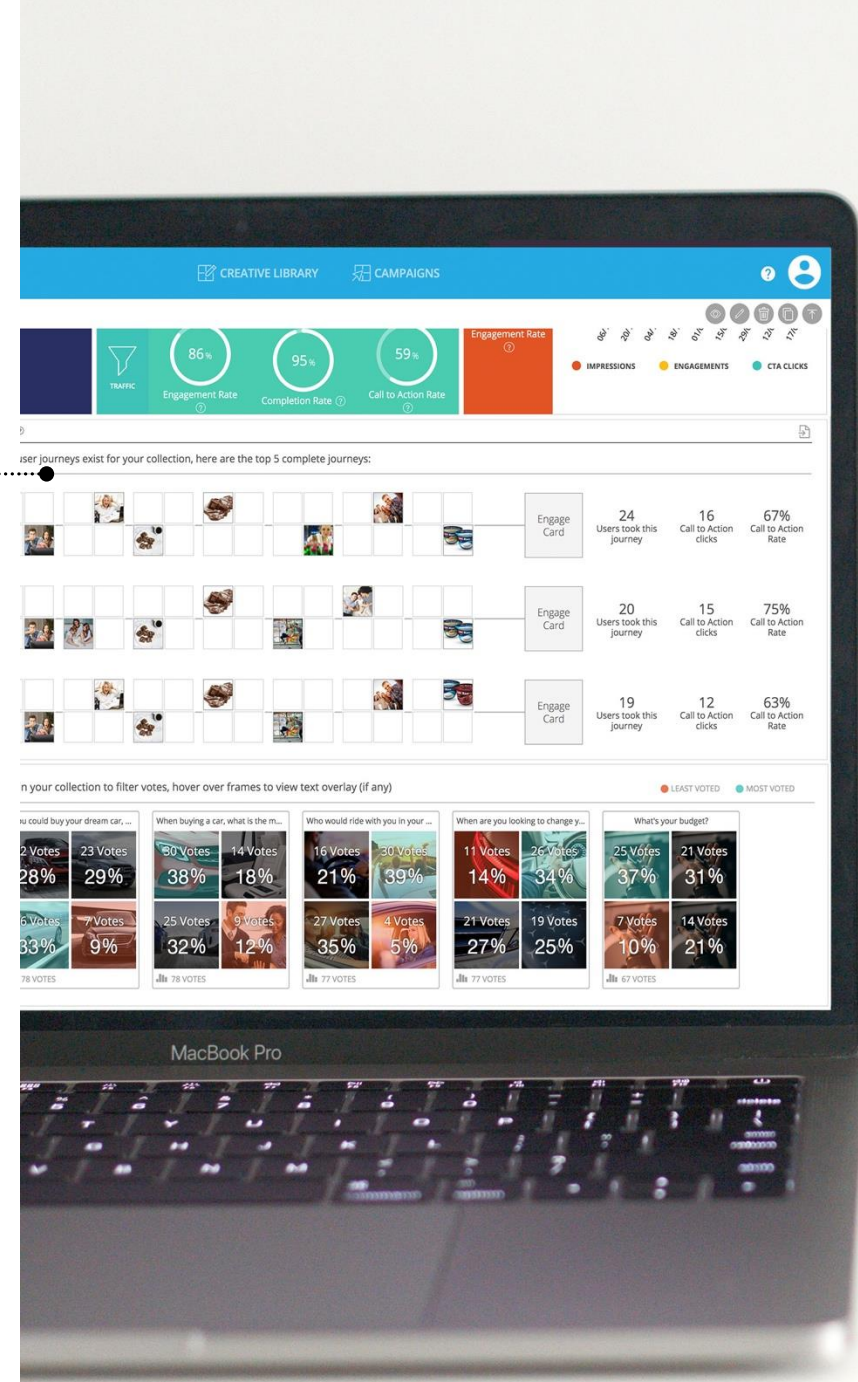 CREATIVE LIBRARY
CAMPAIGNS
?
TRAFFIC
86%
Engagement Rate
?
95%
Completion Rate ?
59%
Call to Action Rate
?
Engagement Rate
?
IMPRESSIONS
ENGAGEMENTS
CTA CLICKS
user journeys exist for your collection, here are the top 5 complete journeys:
Engage
Card
24
Users took this
journey
16
Call to Action
clicks
67%
Call to Action
Rate
Engage
Card
20
Users took this
journey
15
Call to Action
clicks
75%
Call to Action
Rate
Engage
Card
19
Users took this
journey
12
Call to Action
clicks
63%
Call to Action
Rate
n your collection to filter votes, hover over frames to view text overlay (if any)
LEAST VOTED
MOST VOTED
ou could buy your dream car, ...
2 Votes
28%
23 Votes
29%
6 Votes
33%
7 Votes
9%
78 VOTES
When buying a car, what is the m...
30 Votes
38%
14 Votes
18%
25 Votes
32%
9 Votes
12%
78 VOTES
Who would ride with you in your ...
16 Votes
21%
30 Votes
39%
27 Votes
35%
4 Votes
5%
77 VOTES
When are you looking to change y...
11 Votes
14%
26 Votes
34%
21 Votes
27%
19 Votes
25%
77 VOTES
What's your budget?
25 Votes
37%
21 Votes
31%
7 Votes
10%
14 Votes
21%
67 VOTES
MacBook Pro
delete